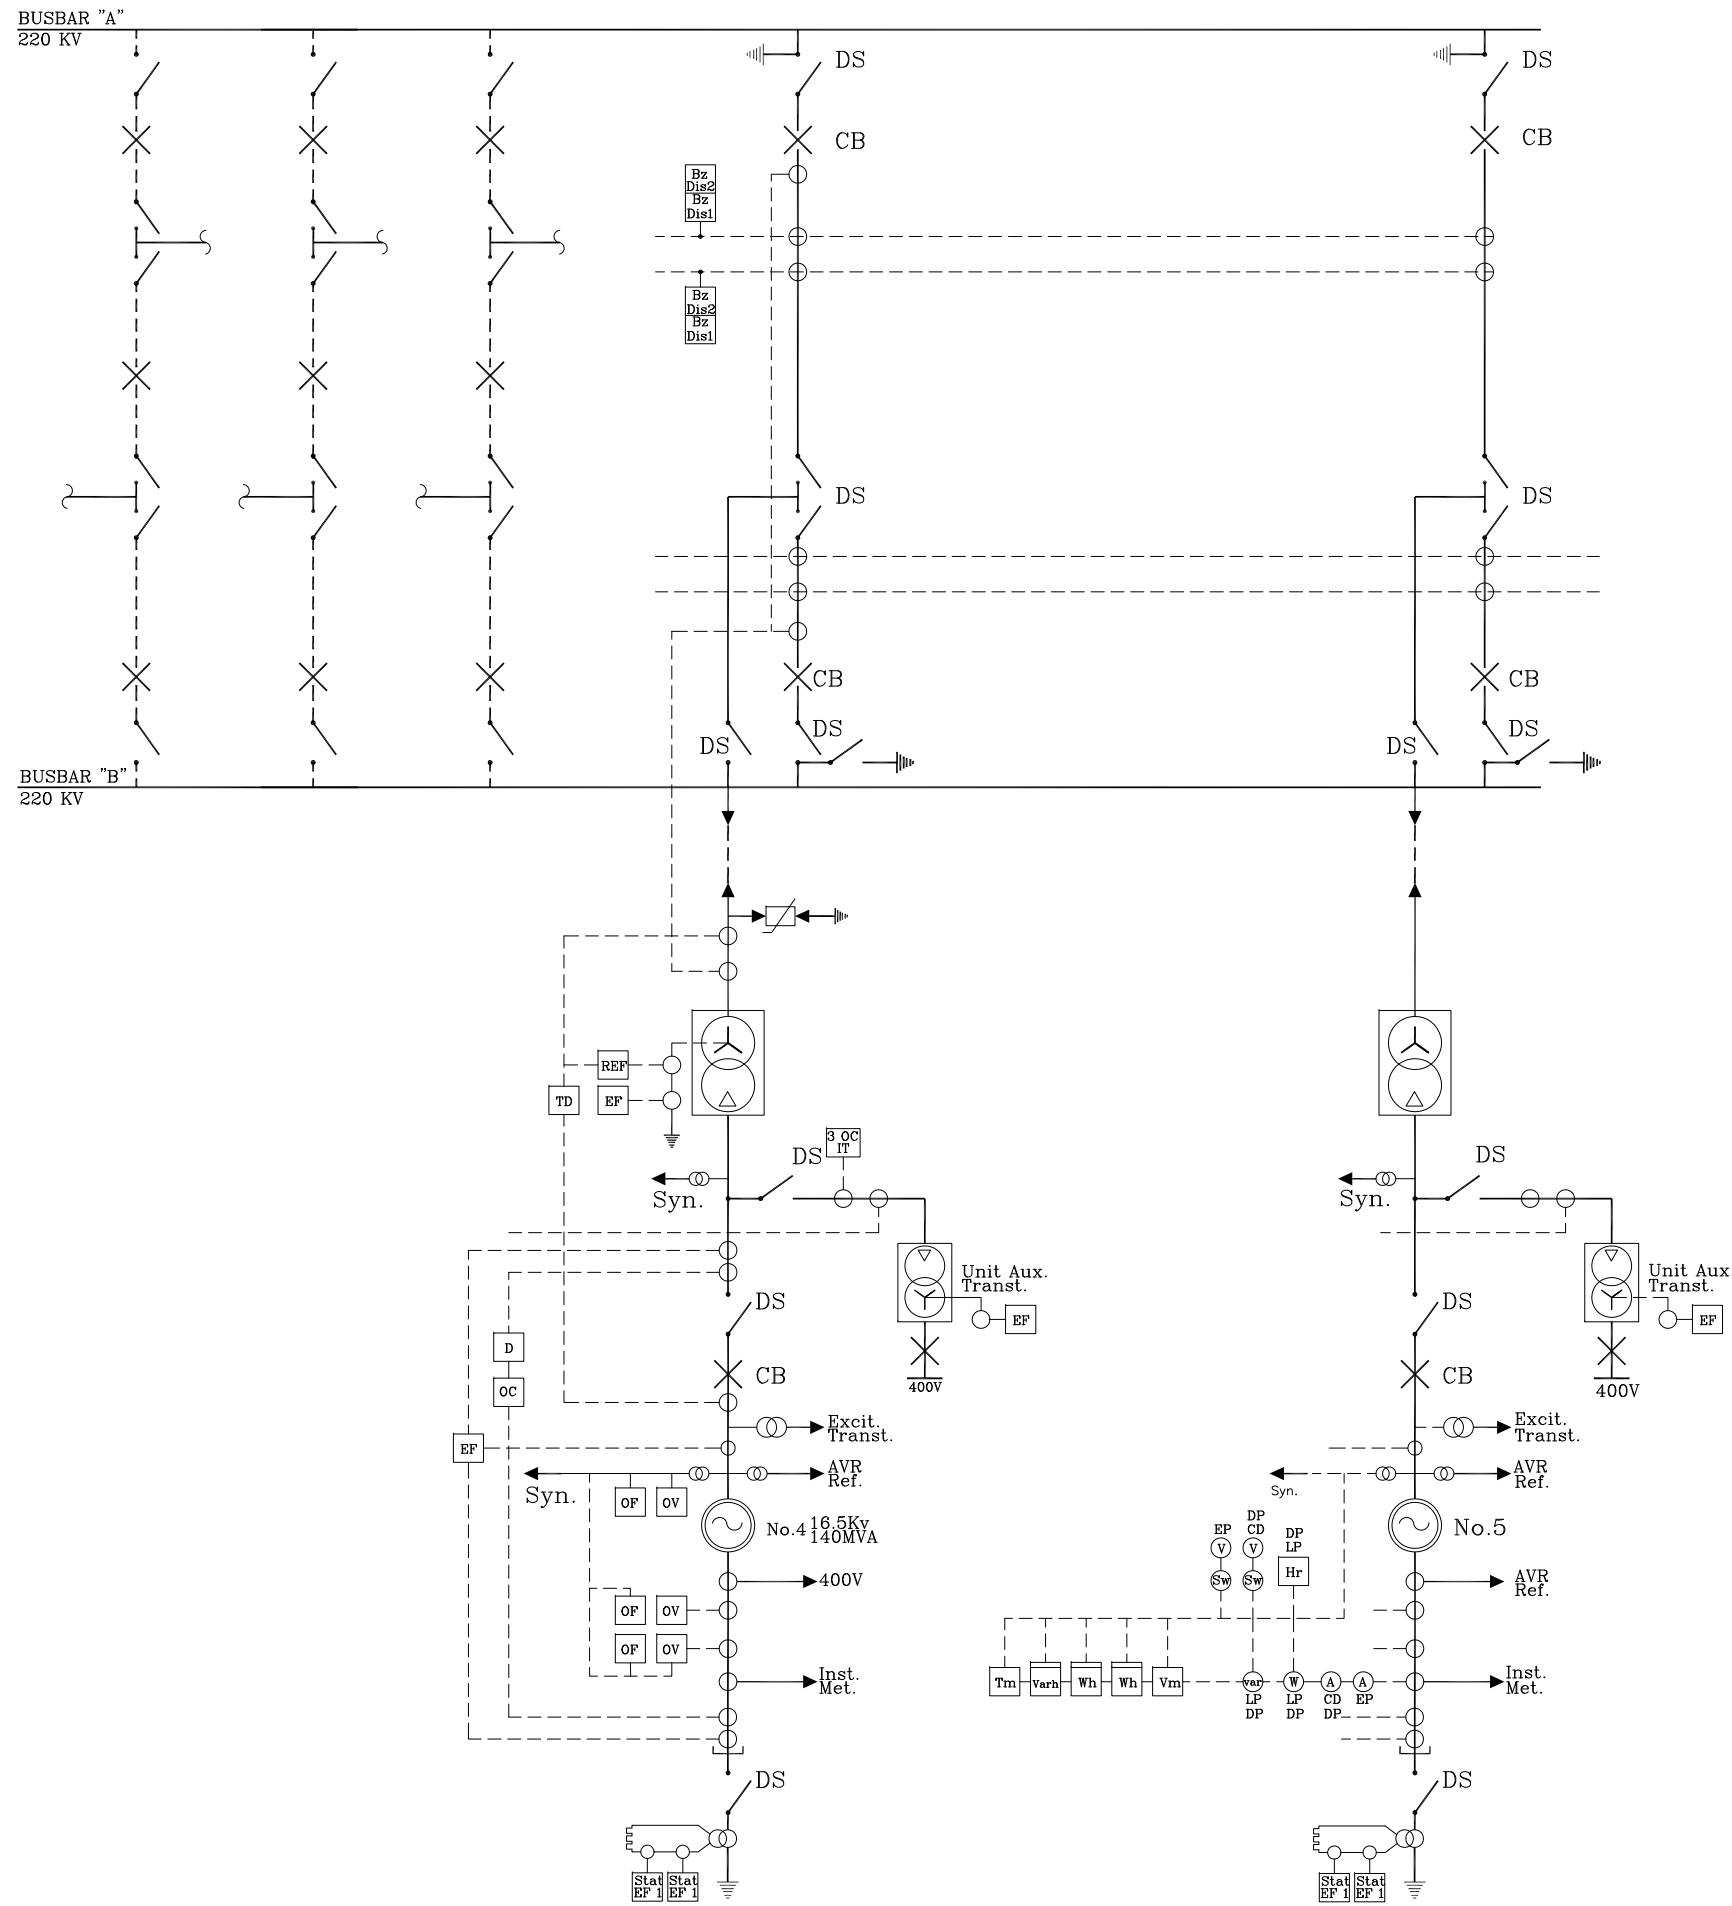 BUSBAR "A"
220 KV
DS
DS
CB
CB
Bz
Dis2
Bz
Dis1
Bz
Dis2
Bz
Dis1
DS
DS
CB
CB
DS
DS
DS
DS
BUSBAR "B"
220 KV
REF
TD
EF
3 OC
IT
DS
DS
Syn.
Syn.
Unit Aux.
Transt.
Unit Aux
Transt.
DS
DS
EF
EF
D
OC
CB
CB
400V
400V
Excit.
Transt.
Excit.
Transt.
EF
AVR
Ref.
AVR
Ref.
Syn.
OF
OV
Syn.
No.4
16.5Kv
140MVA
EP
DP
CD
DP
LP
No.5
V
V
Sw
Sw
Hr
400V
AVR
Ref.
OF
OV
OF
OV
Inst.
Met.
Tm
Varh
Wh
Wh
Vm
var
W
A
A
Inst.
Met.
LP
DP
LP
DP
CD
DP
EP
DS
DS
Stat
EF 1
Stat
EF 1
Stat
EF 1
Stat
EF 1